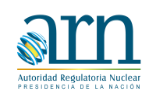 arn
Autoridad Regulatoria Nuclear
PRESIDENCIA DE LA NACIÓN